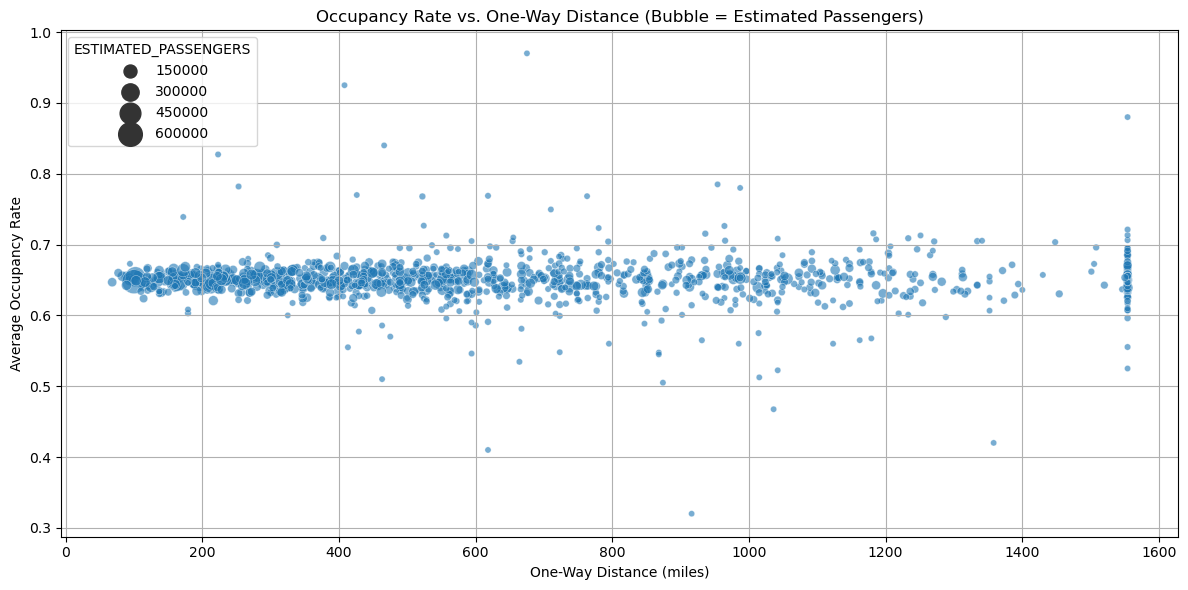 Occupancy Rate vs. One-Way Distance (Bubble = Estimated Passengers)
ESTIMATED_PASSENGERS
150000
300000
450000
600000
Average Occupancy Rate
1.0
0.9
0.8
0.7
0.6
0.5
0.4
0.3
0 200 400 600 800 1000 1200 1400 1600
One-Way Distance (miles)